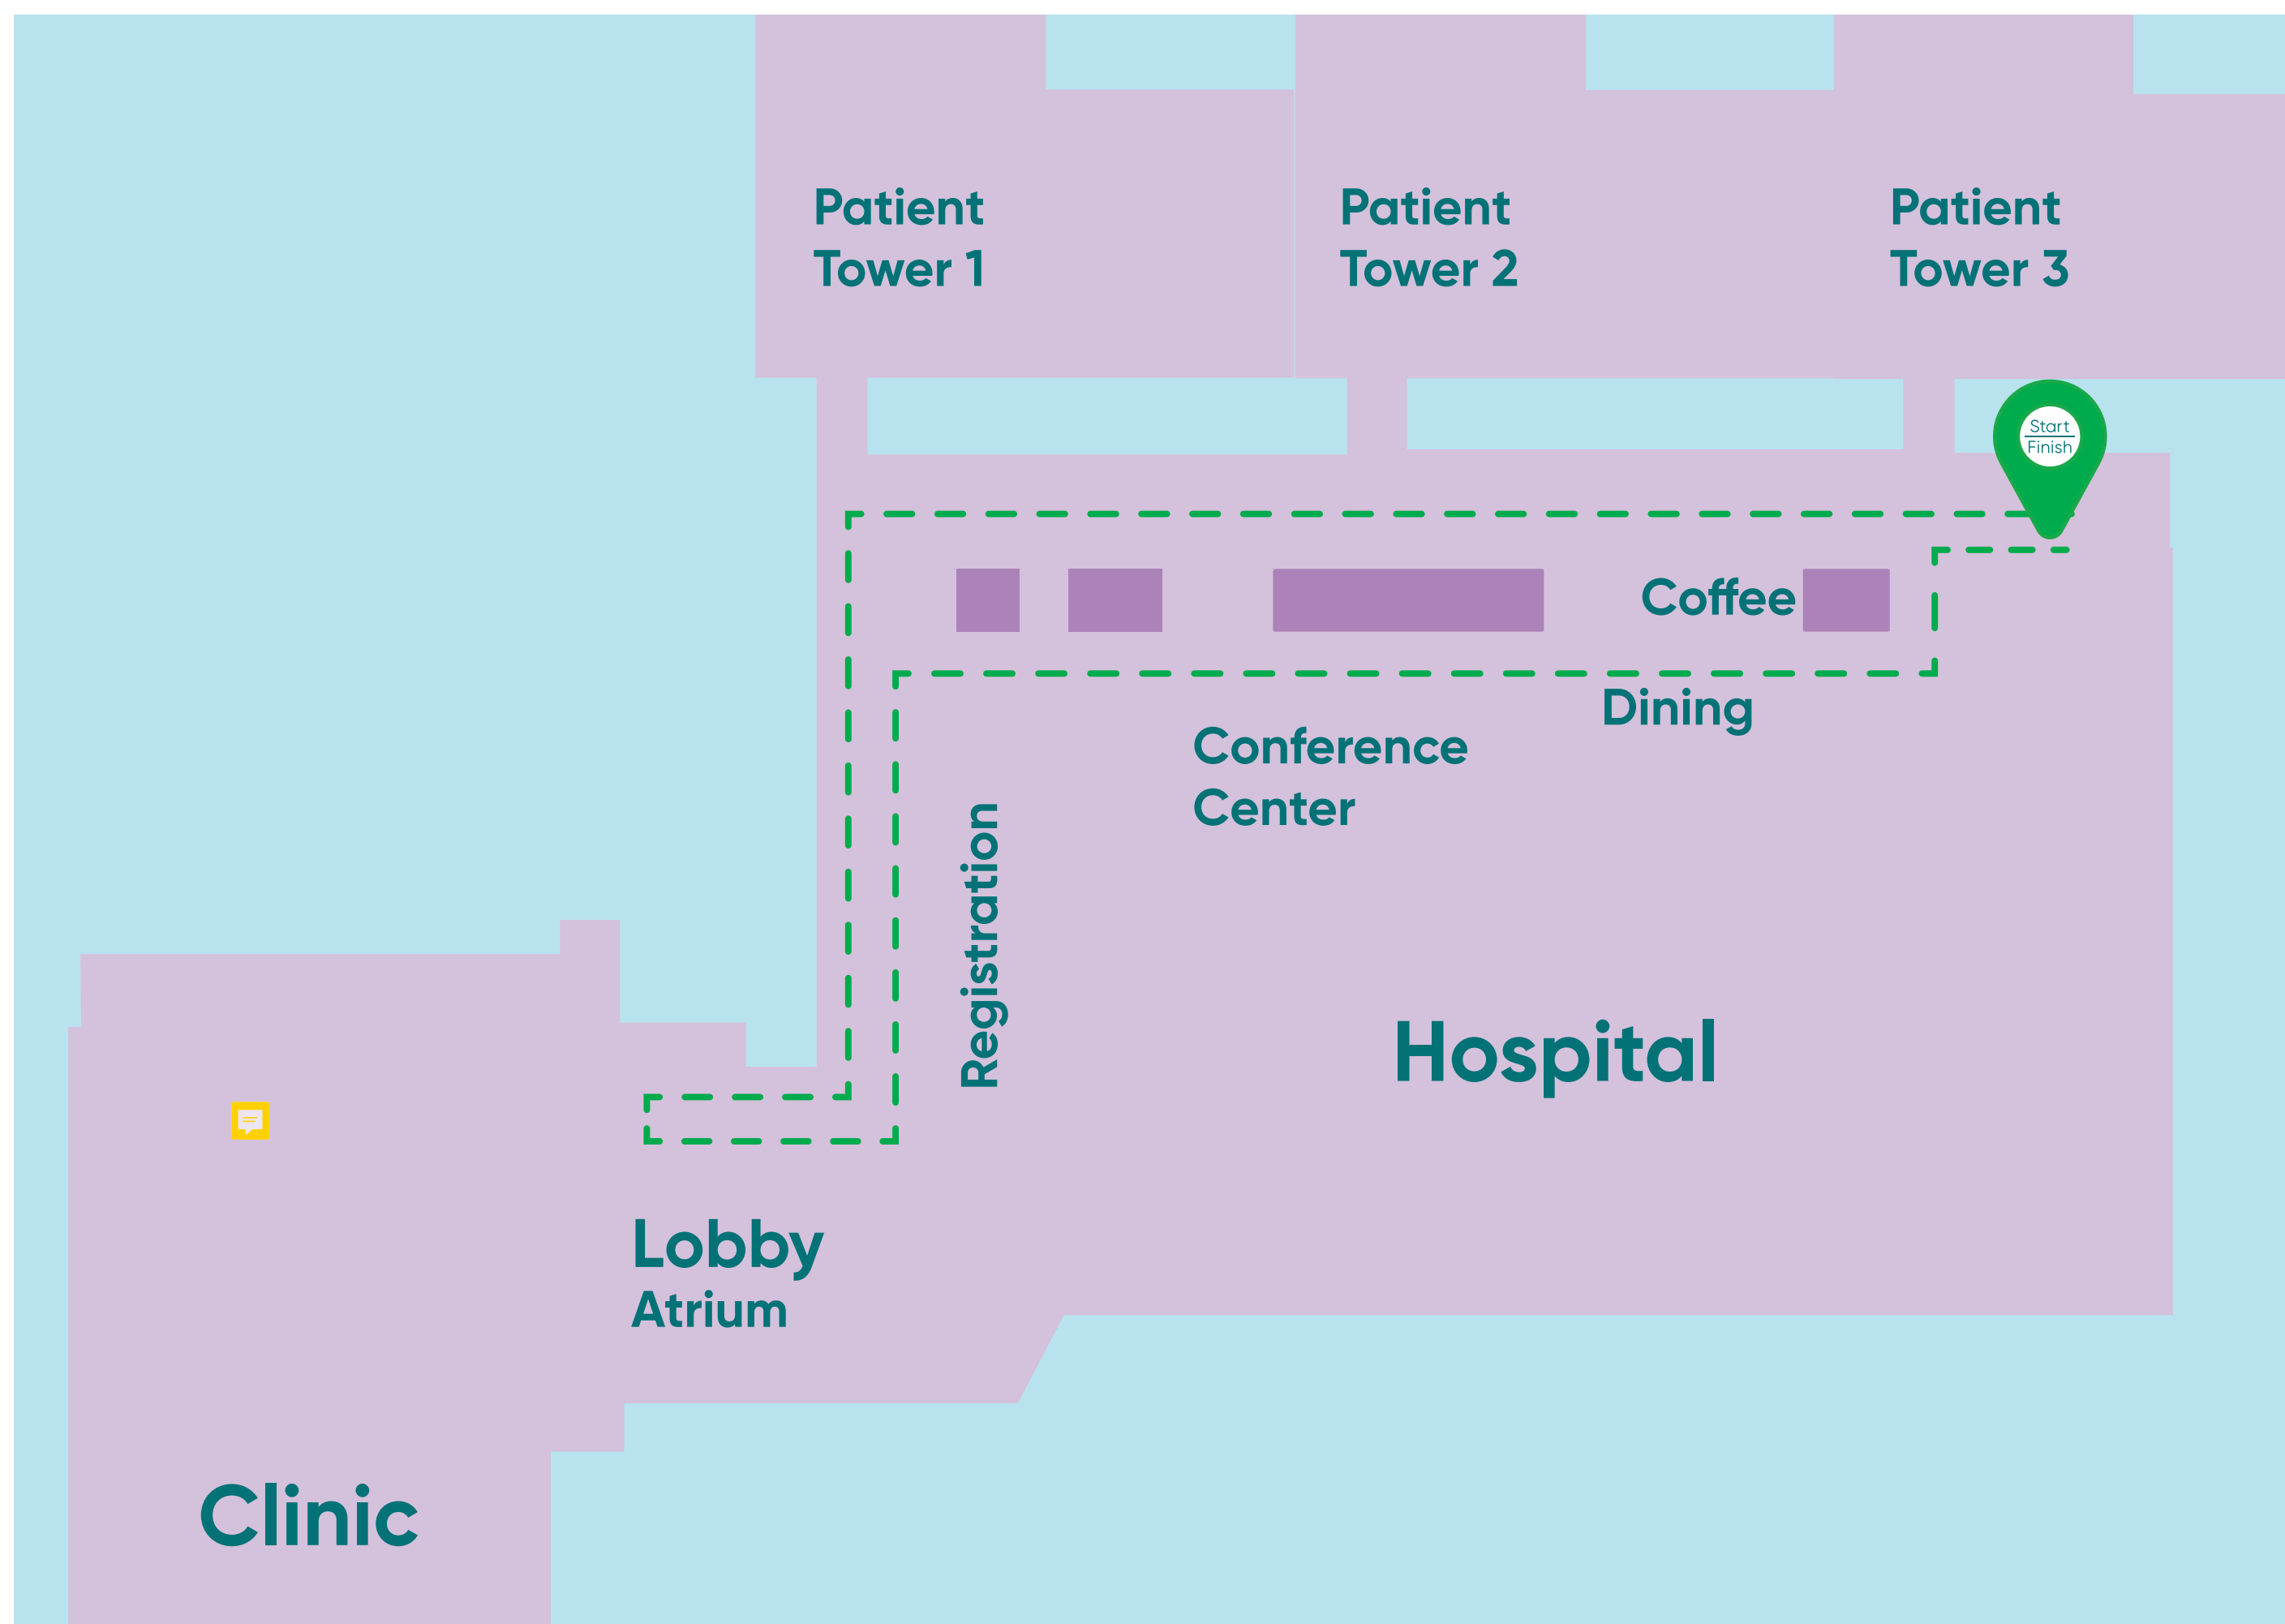 Patient
Tower 1
Patient
Tower 2
Patient
Tower 3
Start
Finish
Coffee
Dining
Conference
Center
Registration
Hospital
Lobby
Atrium
Clinic